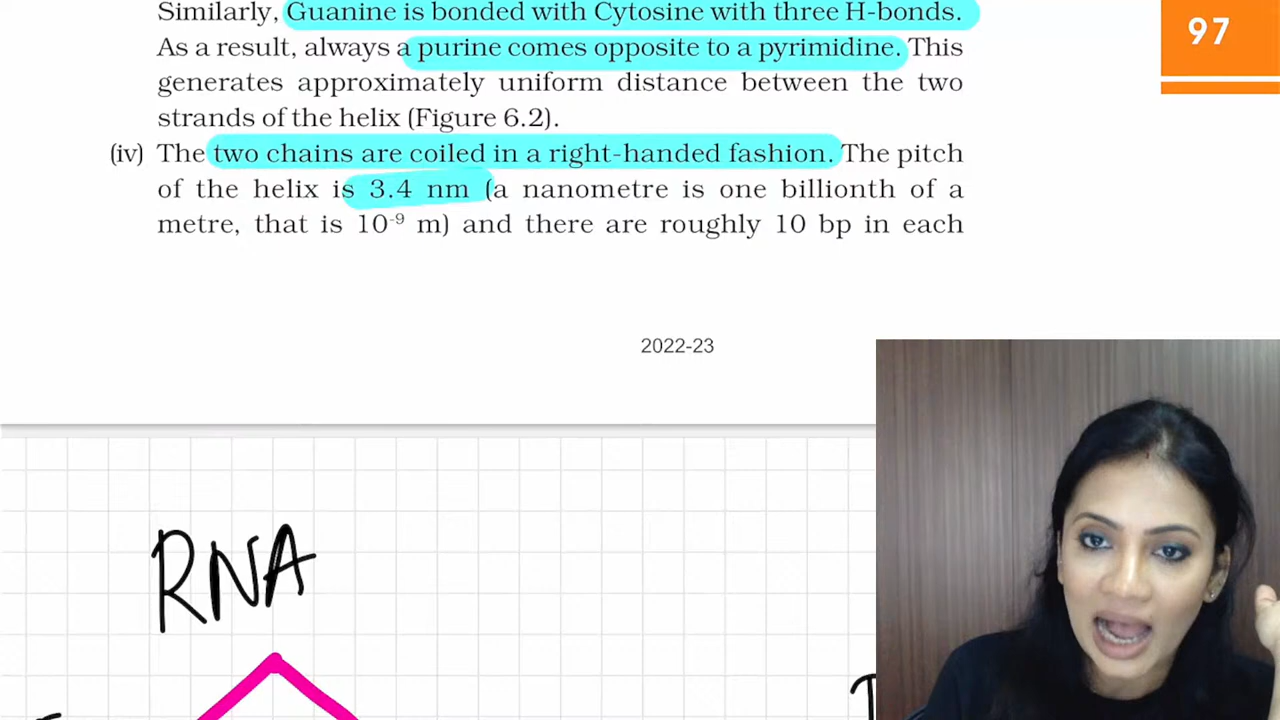 Similarly, Guanine is bonded with Cytosine with three H-bonds.
97
As a result, always a purine comes opposite to a pyrimidine. This
generates approximately uniform distance between the two
strands of the helix (Figure 6.2).
(iv) The two chains are coiled in a right-handed fashion. The pitch
of the helix is 3.4 nm (a nanometre is one billionth of a
metre, that is 10⁻⁹ m) and there are roughly 10 bp in each
2022-23
RNA